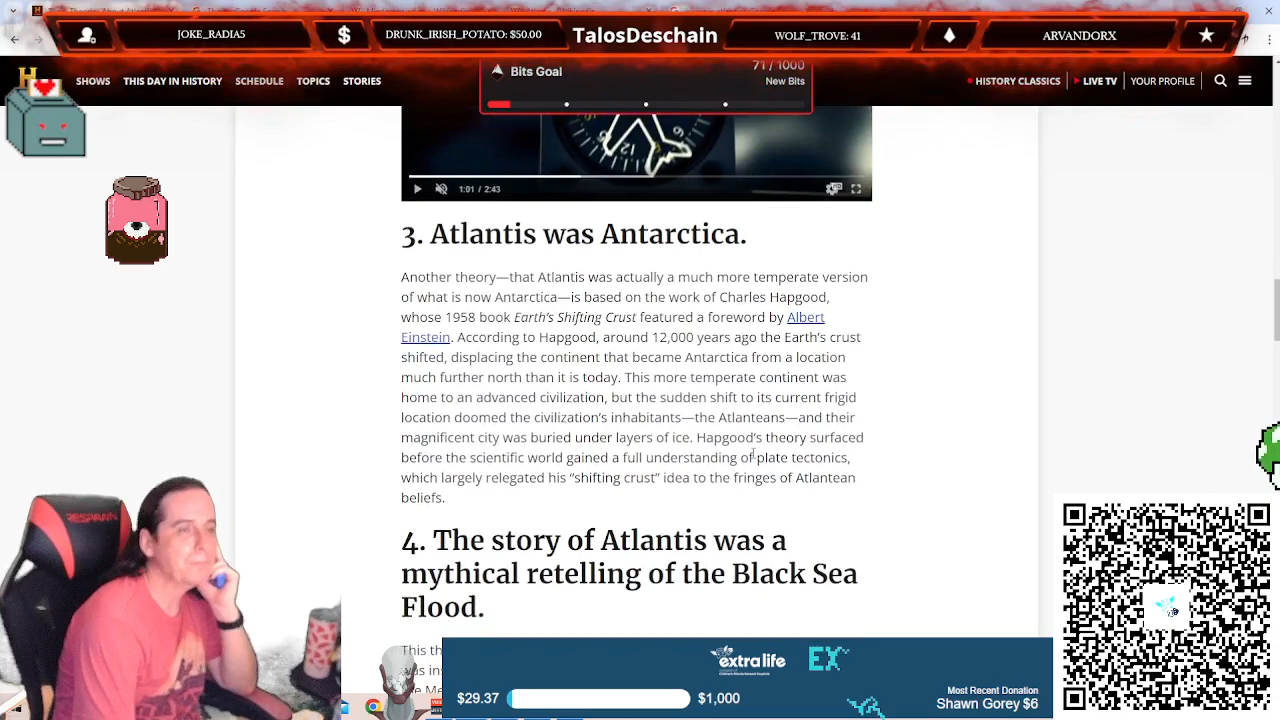 JOKE_RADIA5
$
DRUNK_IRISH_POTATO: $50.00
TalosDeschain
WOLF_TROVE: 41
ARVANDORX
H
SHOWS
THIS DAY IN HISTORY
SCHEDULE
TOPICS
STORIES
Bits Goal
71 / 1000
New Bits
HISTORY CLASSICS
LIVE TV
YOUR PROFILE
1:01 / 2:43
3. Atlantis was Antarctica.
Another theory—that Atlantis was actually a much more temperate version
of what is now Antarctica—is based on the work of Charles Hapgood,
whose 1958 book Earth's Shifting Crust featured a foreword by Albert
Einstein. According to Hapgood, around 12,000 years ago the Earth's crust
shifted, displacing the continent that became Antarctica from a location
much further north than it is today. This more temperate continent was
home to an advanced civilization, but the sudden shift to its current frigid
location doomed the civilization's inhabitants—the Atlanteans—and their
magnificent city was buried under layers of ice. Hapgood's theory surfaced
before the scientific world gained a full understanding of plate tectonics,
which largely relegated his "shifting crust" idea to the fringes of Atlantean
beliefs.
4. The story of Atlantis was a
mythical retelling of the Black Sea
Flood.
This th
RESPAWN
extralife
EX
$29.37
$1,000
Most Recent Donation
Shawn Gorey $6